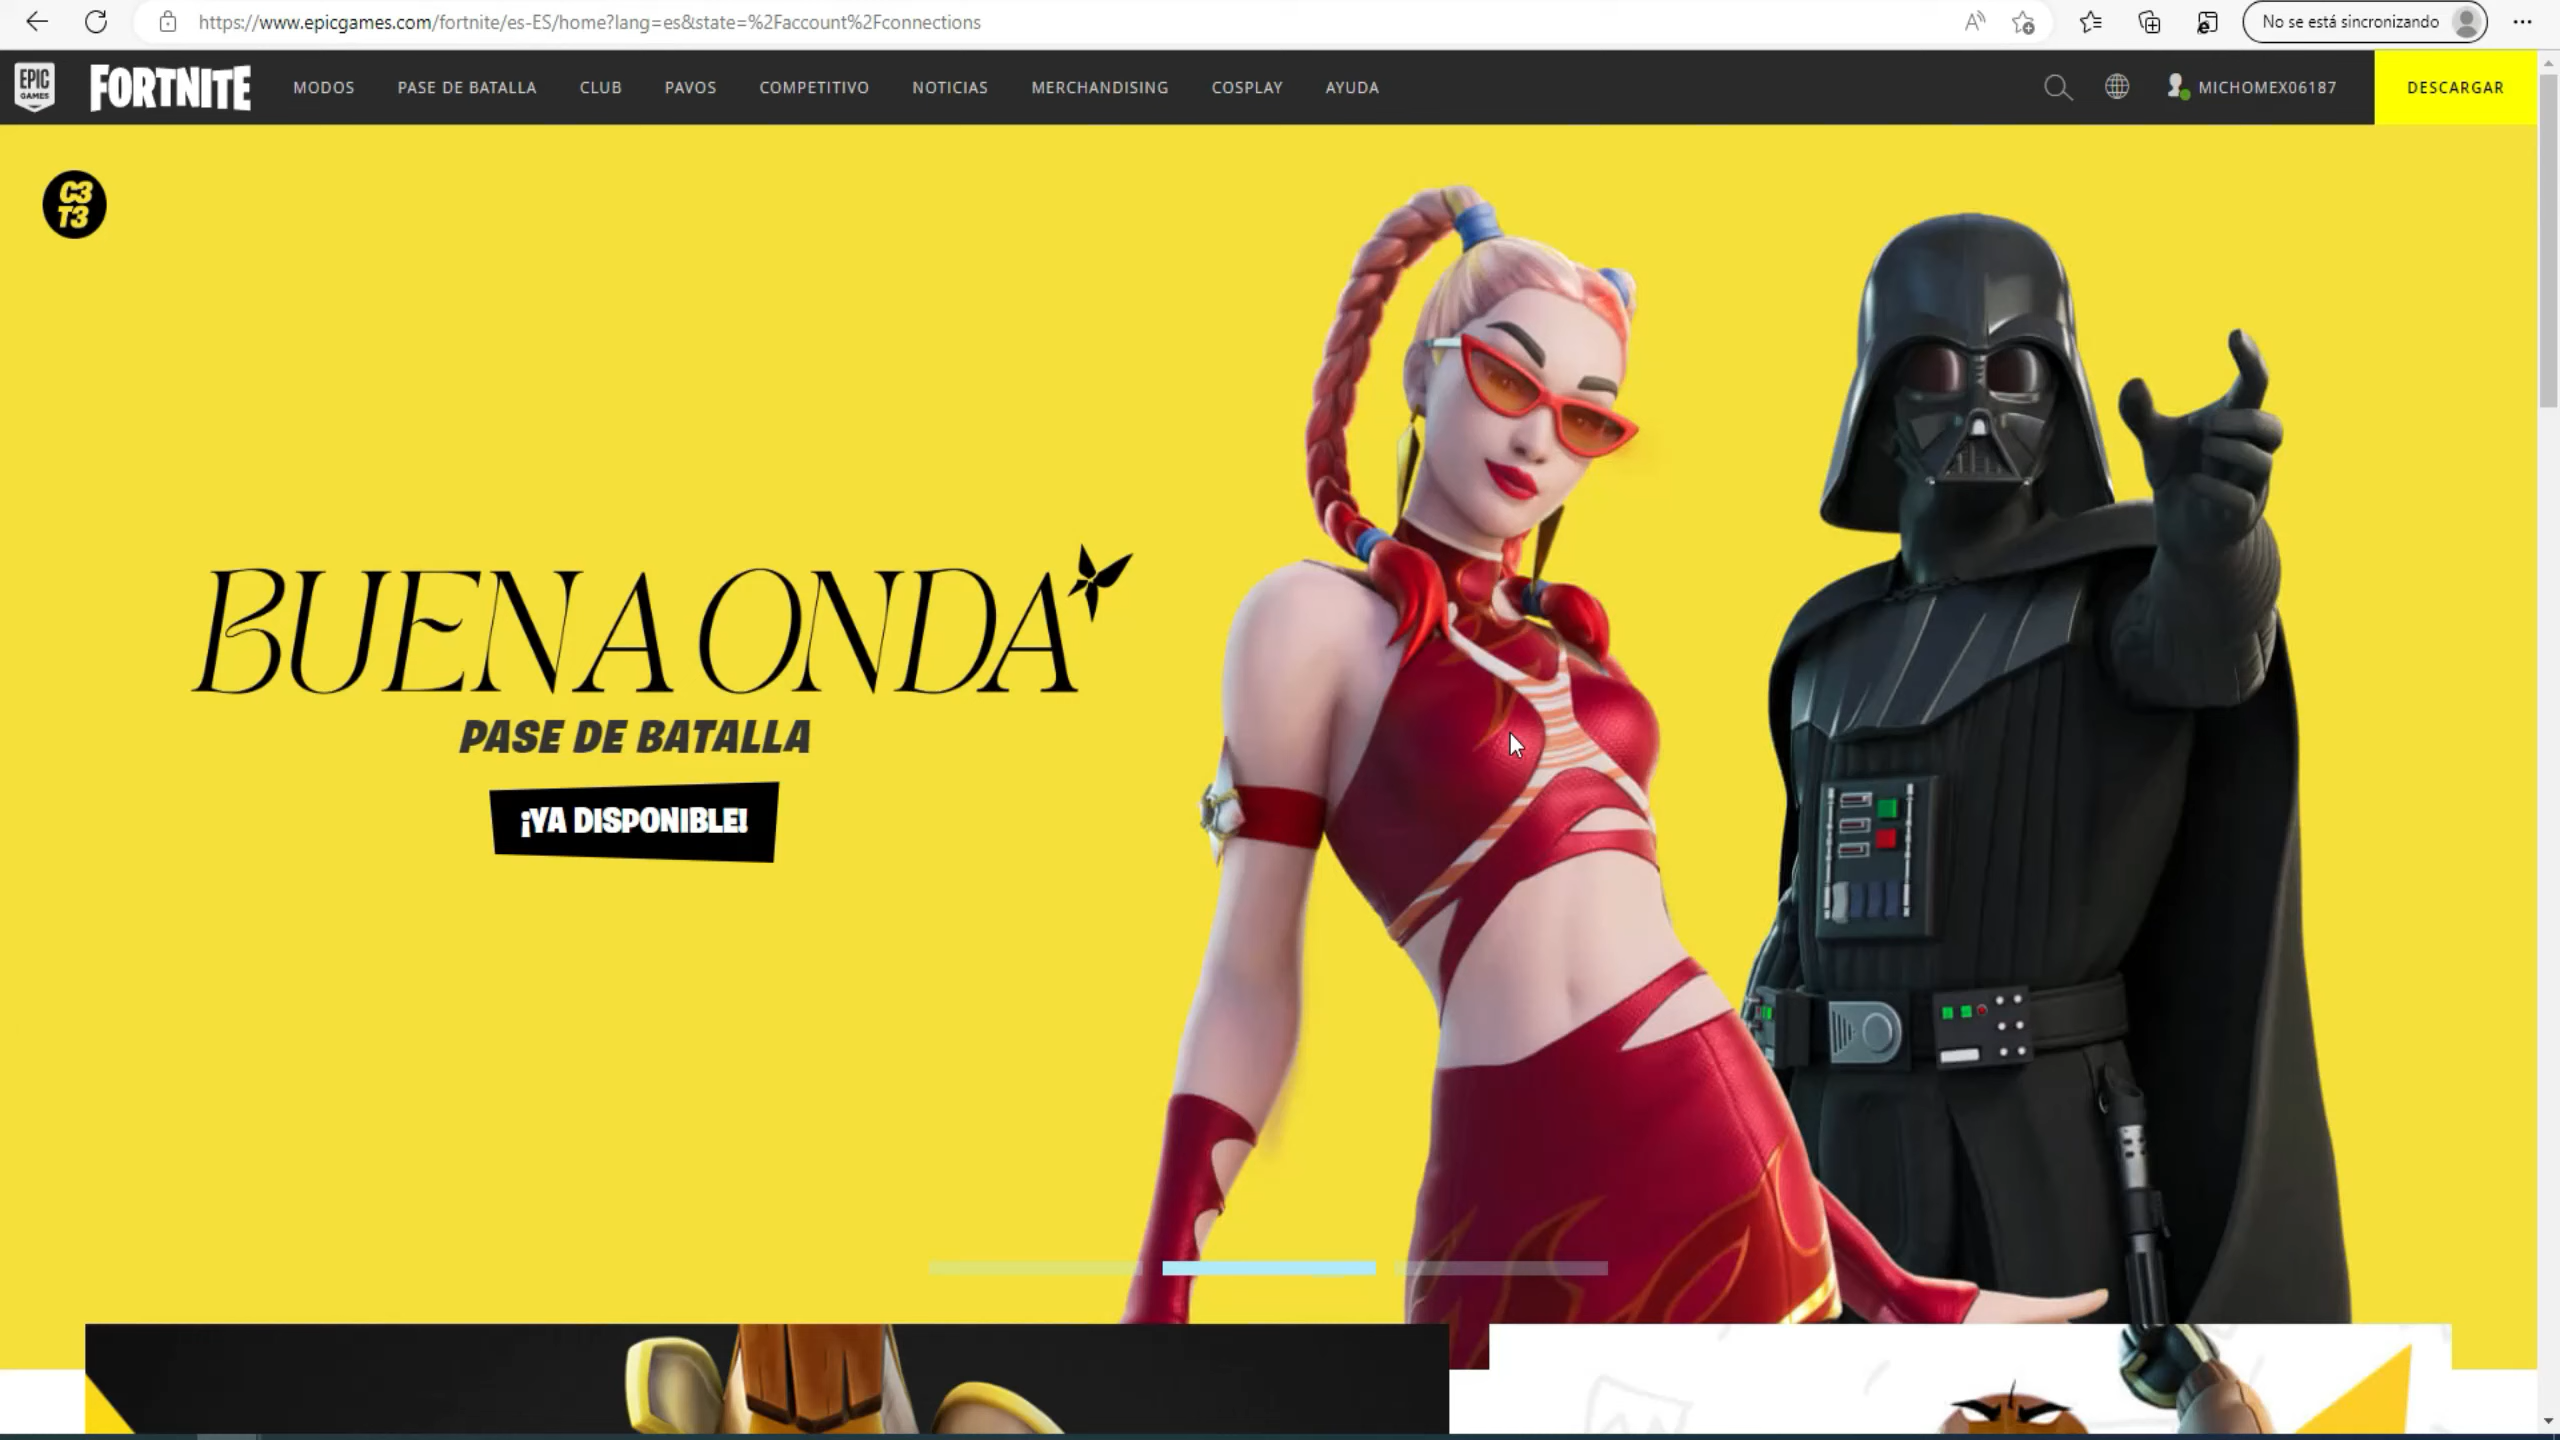 https://www.epicgames.com/fortnite/es-ES/home?lang=es&state=%2Faccount%2Fconnections
No se está sincronizando
EPIC
GAMES
FORTNITE
MODOS
PASE DE BATALLA
CLUB
PAVOS
COMPETITIVO
NOTICIAS
MERCHANDISING
COSPLAY
AYUDA
MICHOMEX06187
DESCARGAR
C3
T3
BUENA ONDA
PASE DE BATALLA
¡YA DISPONIBLE!